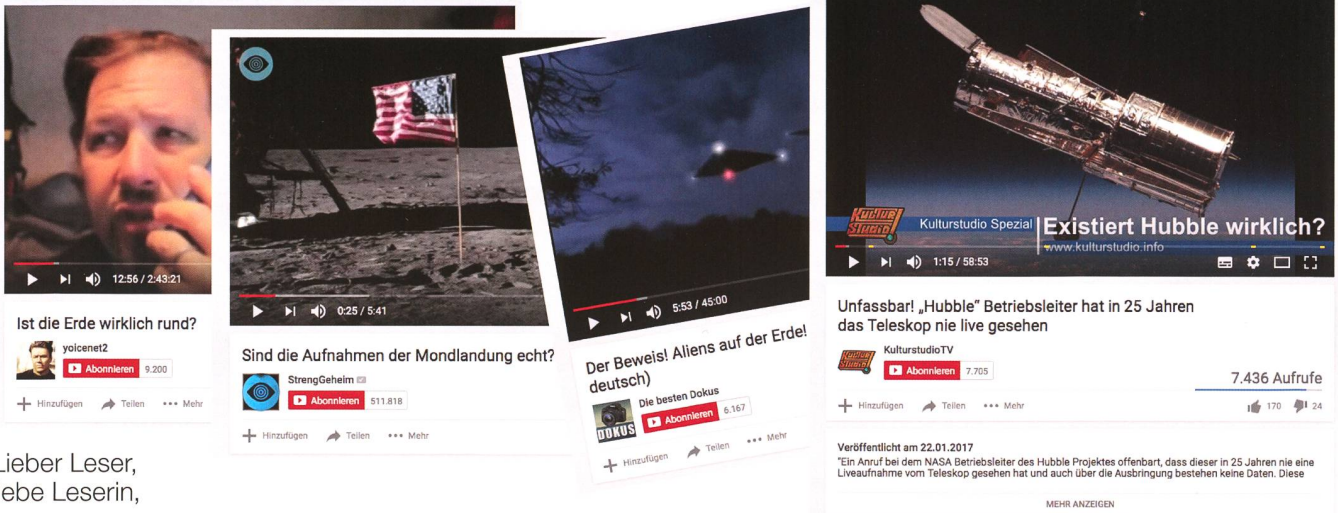 12:56 / 2:43:21
Ist die Erde wirklich rund?
yoicenet2
Abonnieren 9.200
Hinzufügen Teilen Mehr
0:25 / 5:41
Sind die Aufnahmen der Mondlandung echt?
StrengGeheim
Abonnieren 511.818
Hinzufügen Teilen Mehr
5:53 / 45:00
Der Beweis! Aliens auf der Erde!
deutsch)
DOKUS
Die besten Dokus
Abonnieren 6.167
Hinzufügen Teilen Mehr
KULTUR STUDIO
Kulturstudio Spezial Existiert Hubble wirklich?
www.kulturstudio.info
1:15 / 58:53
Unfassbar! „Hubble“ Betriebsleiter hat in 25 Jahren
das Teleskop nie live gesehen
KULTUR STUDIO
KulturstudioTV
Abonnieren 7.705
7.436 Aufrufe
Hinzufügen Teilen Mehr
170 24
Veröffentlicht am 22.01.2017
"Ein Anruf bei dem NASA Betriebsleiter des Hubble Projektes offenbart, dass dieser in 25 Jahren nie eine
Liveaufnahme vom Teleskop gesehen hat und auch über die Ausbringung bestehen keine Daten. Diese
MEHR ANZEIGEN
Lieber Leser,
iebe Leserin,